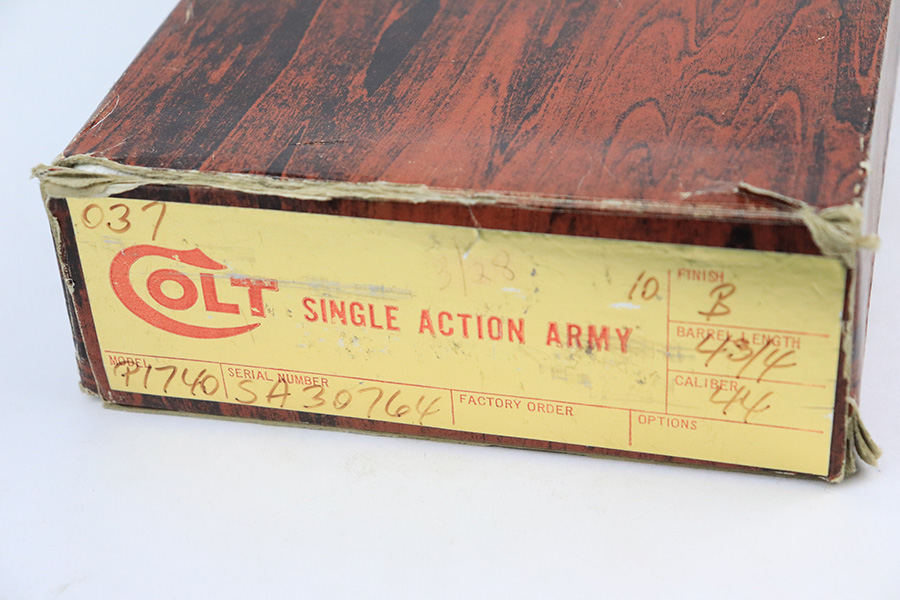 037
COLT SINGLE ACTION ARMY
3/28
10
FINISH
B
BARREL LENGTH
4 3/4
CALIBER
44
MODEL
P1740
SERIAL NUMBER
SA30764
FACTORY ORDER
OPTIONS